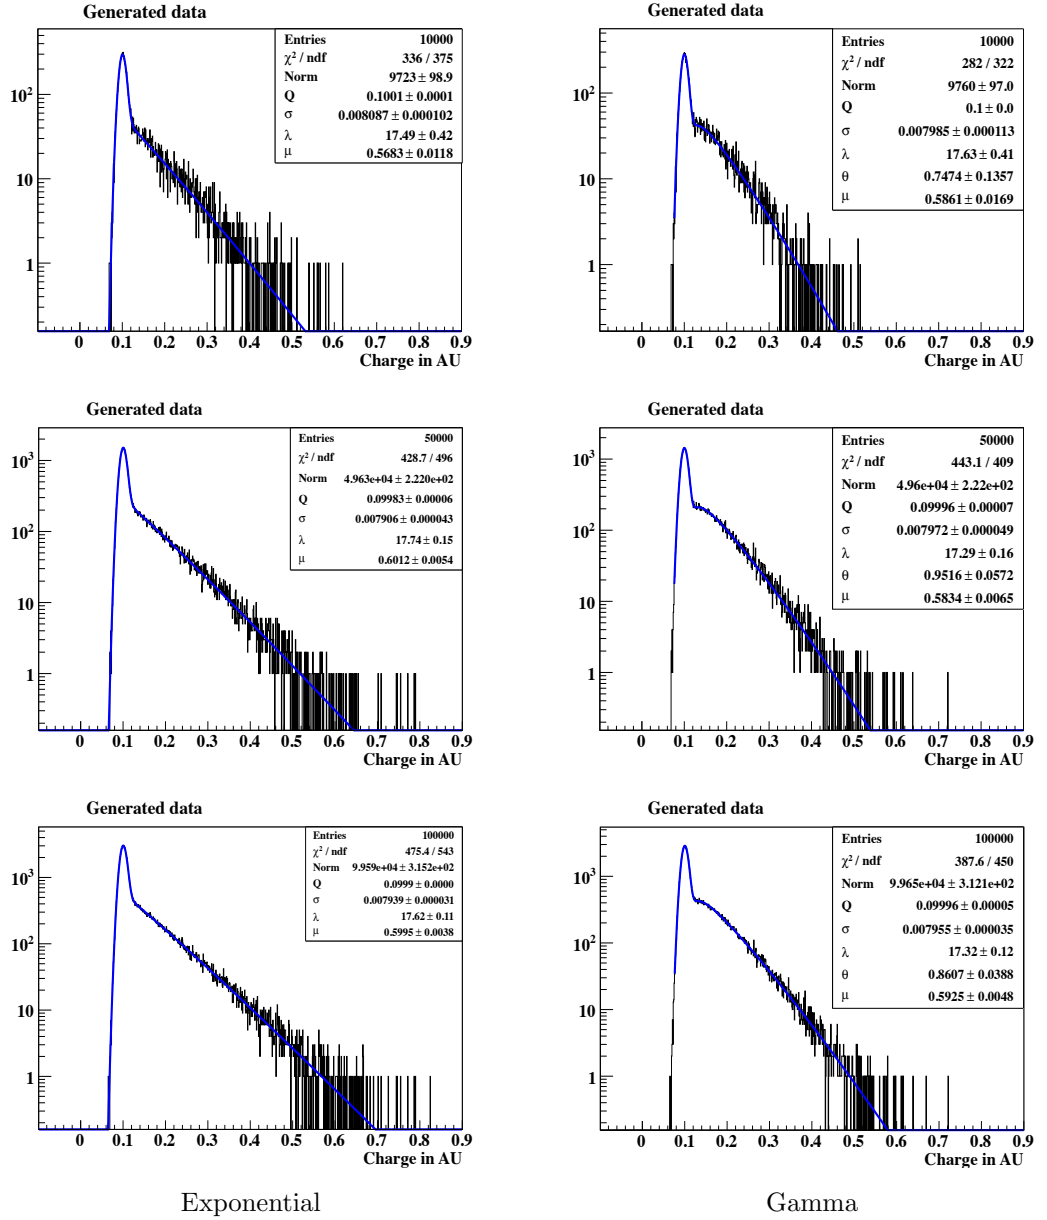 Generated data
Entries 10000
χ² / ndf 336 / 375
Norm 9723 ± 98.9
Q 0.1001 ± 0.0001
σ 0.008087 ± 0.000102
λ 17.49 ± 0.42
μ 0.5683 ± 0.0118
10²
10
1
0 0.1 0.2 0.3 0.4 0.5 0.6 0.7 0.8 0.9
Charge in AU
Generated data
Entries 10000
χ² / ndf 282 / 322
Norm 9760 ± 97.0
Q 0.1 ± 0.0
σ 0.007985 ± 0.000113
λ 17.63 ± 0.41
θ 0.7474 ± 0.1357
μ 0.5861 ± 0.0169
10²
10
1
0 0.1 0.2 0.3 0.4 0.5 0.6 0.7 0.8 0.9
Charge in AU
Generated data
Entries 50000
χ² / ndf 428.7 / 496
Norm 4.963e+04 ± 2.220e+02
Q 0.09983 ± 0.00006
σ 0.007906 ± 0.000043
λ 17.74 ± 0.15
μ 0.6012 ± 0.0054
10³
10²
10
1
0 0.1 0.2 0.3 0.4 0.5 0.6 0.7 0.8 0.9
Charge in AU
Generated data
Entries 50000
χ² / ndf 443.1 / 409
Norm 4.96e+04 ± 2.22e+02
Q 0.09996 ± 0.00007
σ 0.007972 ± 0.000049
λ 17.29 ± 0.16
θ 0.9516 ± 0.0572
μ 0.5834 ± 0.0065
10³
10²
10
1
0 0.1 0.2 0.3 0.4 0.5 0.6 0.7 0.8 0.9
Charge in AU
Generated data
Entries 100000
χ² / ndf 475.4 / 543
Norm 9.959e+04 ± 3.152e+02
Q 0.0999 ± 0.0000
σ 0.007939 ± 0.000031
λ 17.62 ± 0.11
μ 0.5995 ± 0.0038
10³
10²
10
1
0 0.1 0.2 0.3 0.4 0.5 0.6 0.7 0.8 0.9
Charge in AU
Generated data
Entries 100000
χ² / ndf 387.6 / 450
Norm 9.965e+04 ± 3.121e+02
Q 0.09996 ± 0.00005
σ 0.007955 ± 0.000035
λ 17.32 ± 0.12
θ 0.8607 ± 0.0388
μ 0.5925 ± 0.0048
10³
10²
10
1
0 0.1 0.2 0.3 0.4 0.5 0.6 0.7 0.8 0.9
Charge in AU
Exponential
Gamma